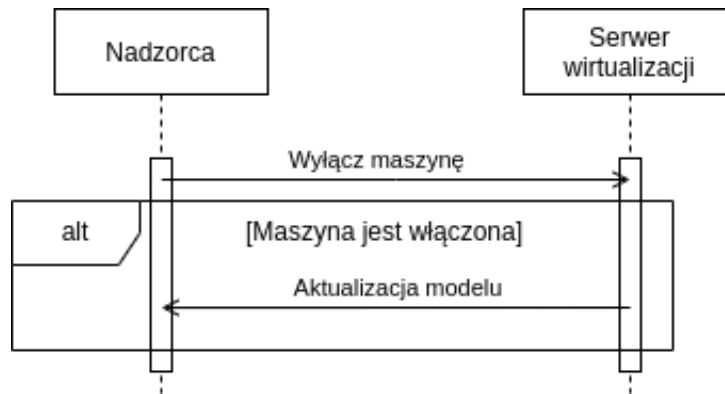 Nadzorca
Serwer
wirtualizacji
Wyłącz maszynę
alt
[Maszyna jest włączona]
Aktualizacja modelu